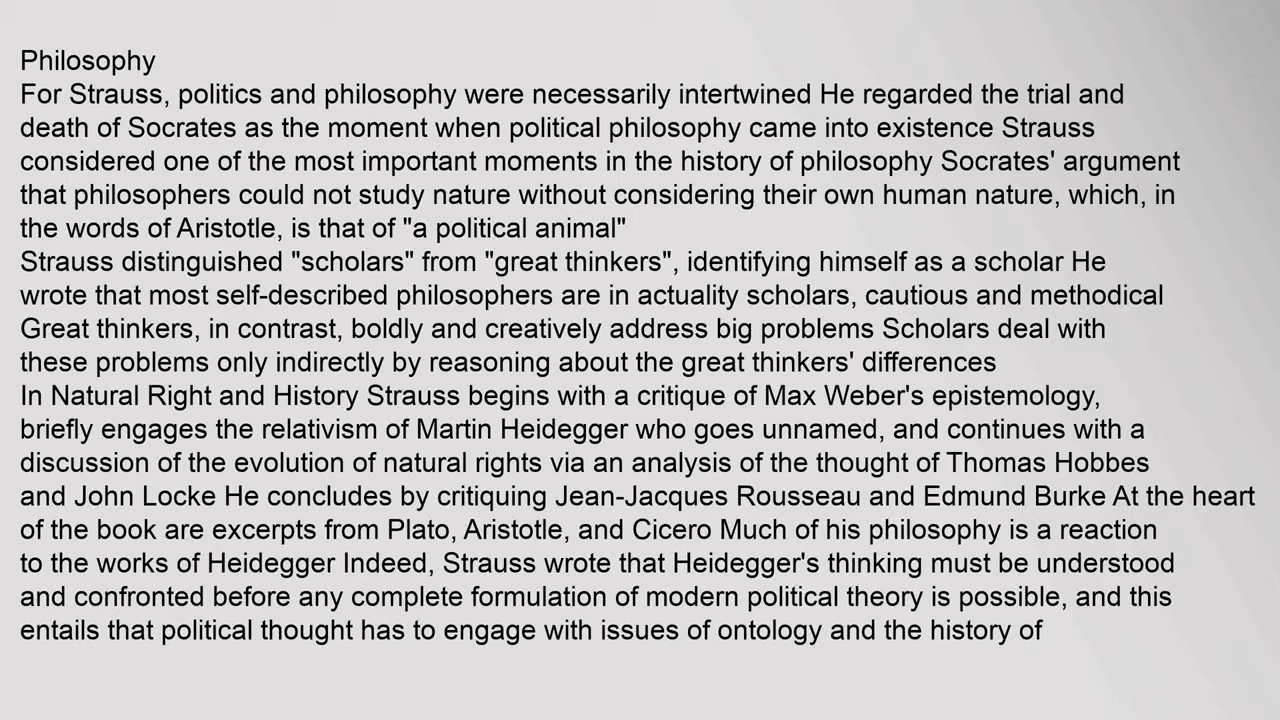 Philosophy
For Strauss, politics and philosophy were necessarily intertwined He regarded the trial and
death of Socrates as the moment when political philosophy came into existence Strauss
considered one of the most important moments in the history of philosophy Socrates' argument
that philosophers could not study nature without considering their own human nature, which, in
the words of Aristotle, is that of "a political animal"
Strauss distinguished "scholars" from "great thinkers", identifying himself as a scholar He
wrote that most self-described philosophers are in actuality scholars, cautious and methodical
Great thinkers, in contrast, boldly and creatively address big problems Scholars deal with
these problems only indirectly by reasoning about the great thinkers' differences
In Natural Right and History Strauss begins with a critique of Max Weber's epistemology,
briefly engages the relativism of Martin Heidegger who goes unnamed, and continues with a
discussion of the evolution of natural rights via an analysis of the thought of Thomas Hobbes
and John Locke He concludes by critiquing Jean-Jacques Rousseau and Edmund Burke At the heart
of the book are excerpts from Plato, Aristotle, and Cicero Much of his philosophy is a reaction
to the works of Heidegger Indeed, Strauss wrote that Heidegger's thinking must be understood
and confronted before any complete formulation of modern political theory is possible, and this
entails that political thought has to engage with issues of ontology and the history of